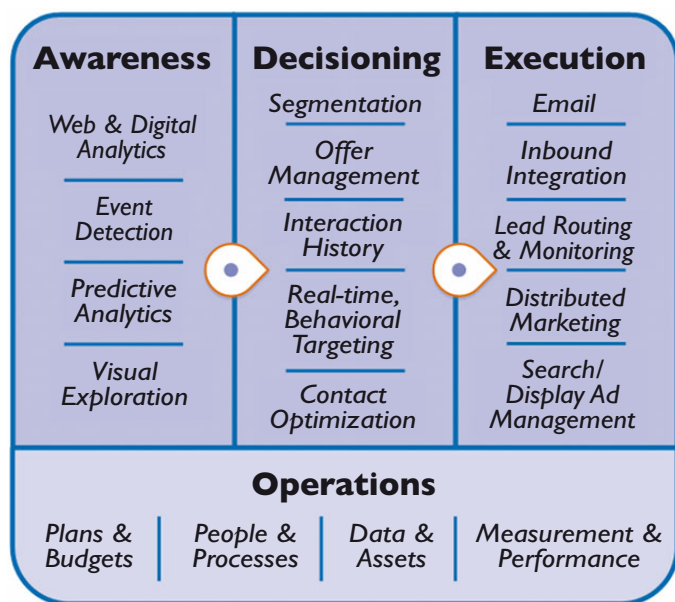 Awareness
Web & Digital
Analytics
Event
Detection
Predictive
Analytics
Visual
Exploration
Decisioning
Segmentation
Offer
Management
Interaction
History
Real-time,
Behavioral
Targeting
Contact
Optimization
Execution
Email
Inbound
Integration
Lead Routing
& Monitoring
Distributed
Marketing
Search/
Display Ad
Management
Operations
Plans &
Budgets
People &
Processes
Data &
Assets
Measurement &
Performance